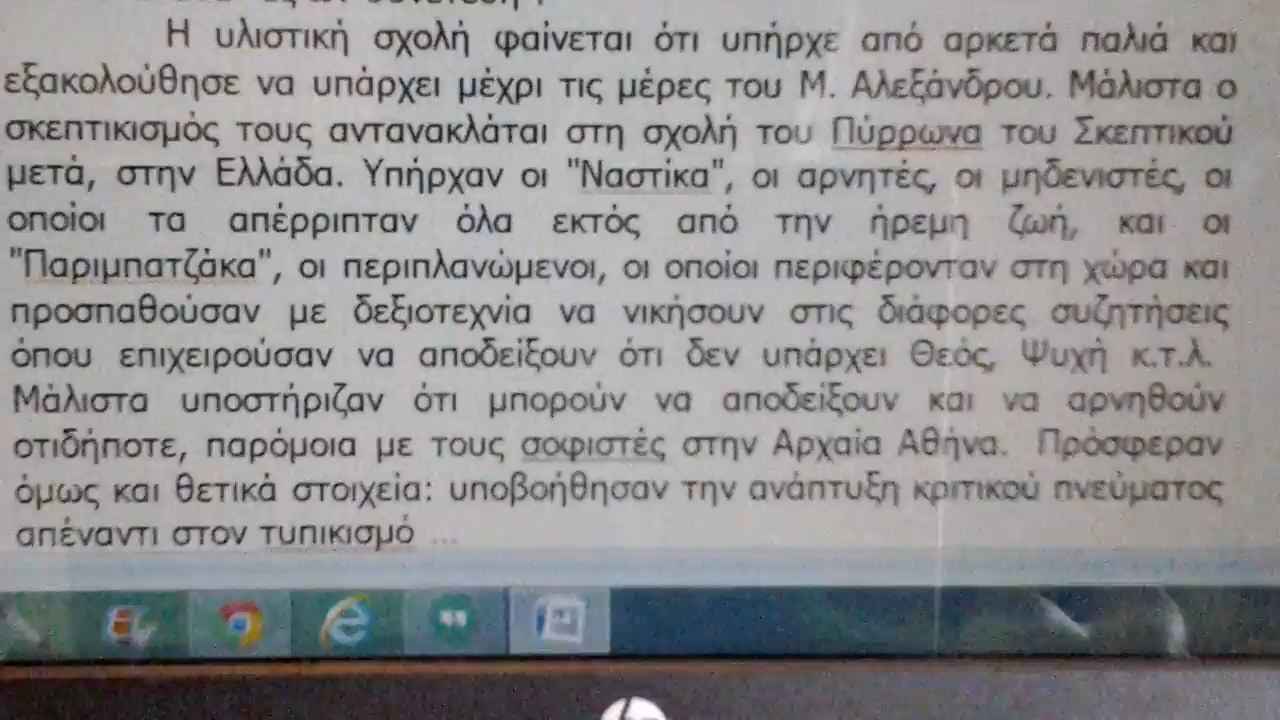 Η υλιστική σχολή φαίνεται ότι υπήρχε από αρκετά παλιά και
εξακολούθησε να υπάρχει μέχρι τις μέρες του Μ. Αλεξάνδρου. Μάλιστα ο
σκεπτικισμός τους αντανακλάται στη σχολή του Πύρρωνα του Σκεπτικού
μετά, στην Ελλάδα. Υπήρχαν οι "Ναστίκα", οι αρνητές, οι μηδενιστές, οι
οποίοι τα απέρριπταν όλα εκτός από την ήρεμη ζωή, και οι
"Παριμπατζάκα", οι περιπλανώμενοι, οι οποίοι περιφέρονταν στη χώρα και
προσπαθούσαν με δεξιοτεχνία να νικήσουν στις διάφορες συζητήσεις
όπου επιχειρούσαν να αποδείξουν ότι δεν υπάρχει Θεός, Ψυχή κ.τ.λ.
Μάλιστα υποστήριζαν ότι μπορούν να αποδείξουν και να αρνηθούν
οτιδήποτε, παρόμοια με τους σοφιστές στην Αρχαία Αθήνα. Πρόσφεραν
όμως και θετικά στοιχεία: υποβοήθησαν την ανάπτυξη κριτικού πνεύματος
απέναντι στον τυπικισμό ...